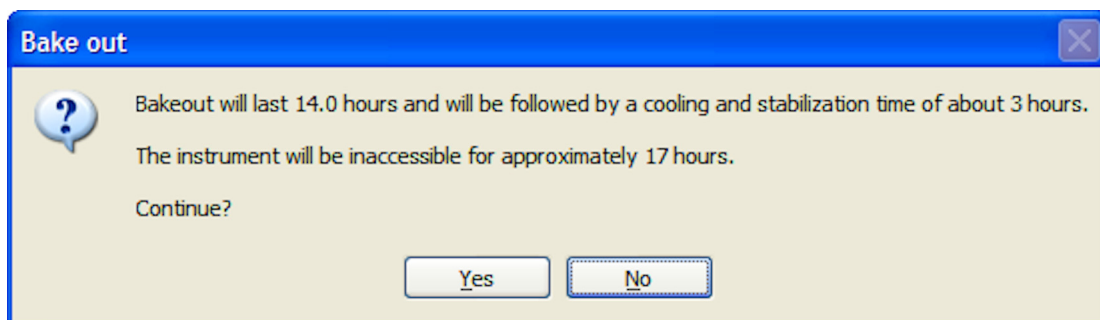 Bake out
Bakeout will last 14.0 hours and will be followed by a cooling and stabilization time of about 3 hours.
The instrument will be inaccessible for approximately 17 hours.
Continue?
Yes No